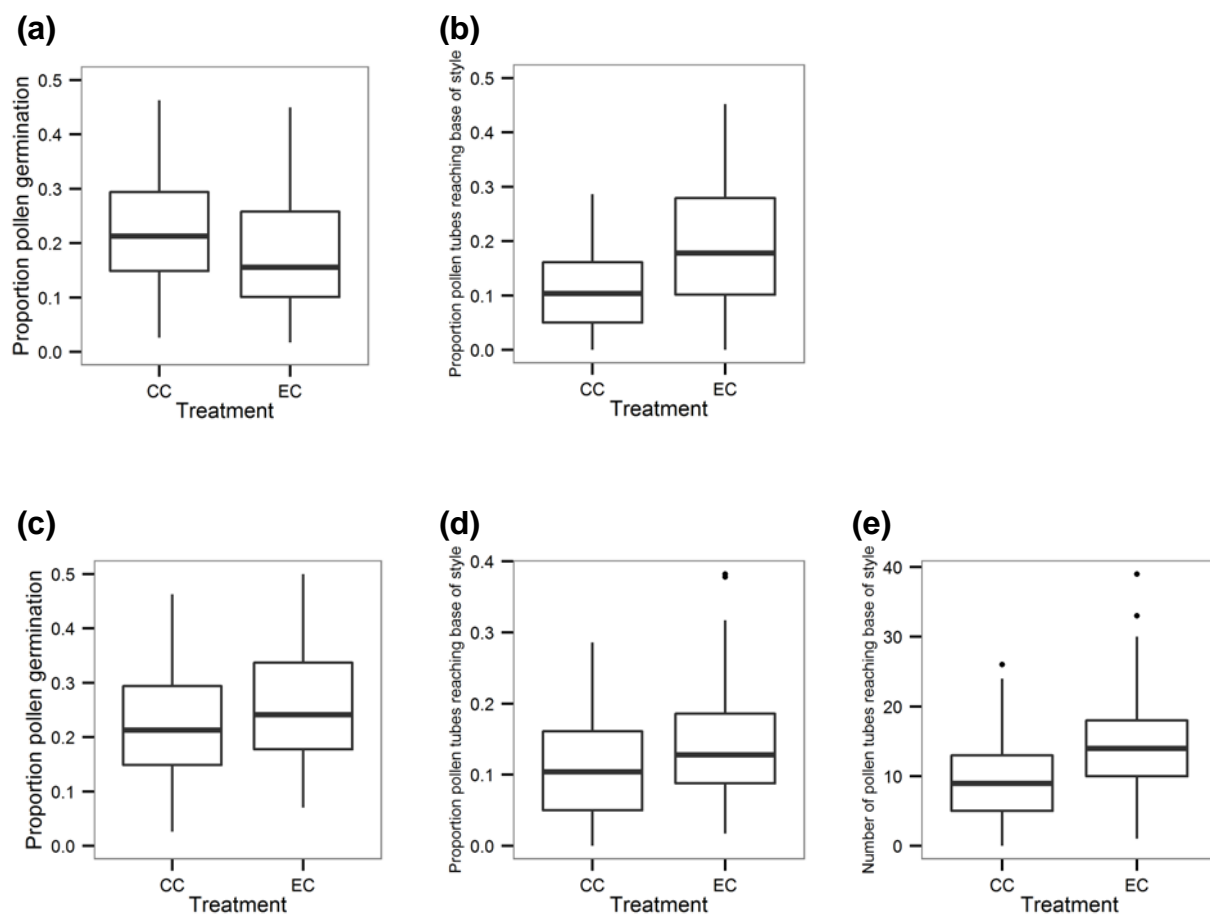 (a)
Proportion pollen germination
0.5
0.4
0.3
0.2
0.1
0.0
CC EC
Treatment
(b)
Proportion pollen tubes reaching base of style
0.5
0.4
0.3
0.2
0.1
0.0
CC EC
Treatment
(c)
Proportion pollen germination
0.5
0.4
0.3
0.2
0.1
0.0
CC EC
Treatment
(d)
Proportion pollen tubes reaching base of style
0.4
0.3
0.2
0.1
0.0
CC EC
Treatment
(e)
Number of pollen tubes reaching base of style
40
30
20
10
0
CC EC
Treatment